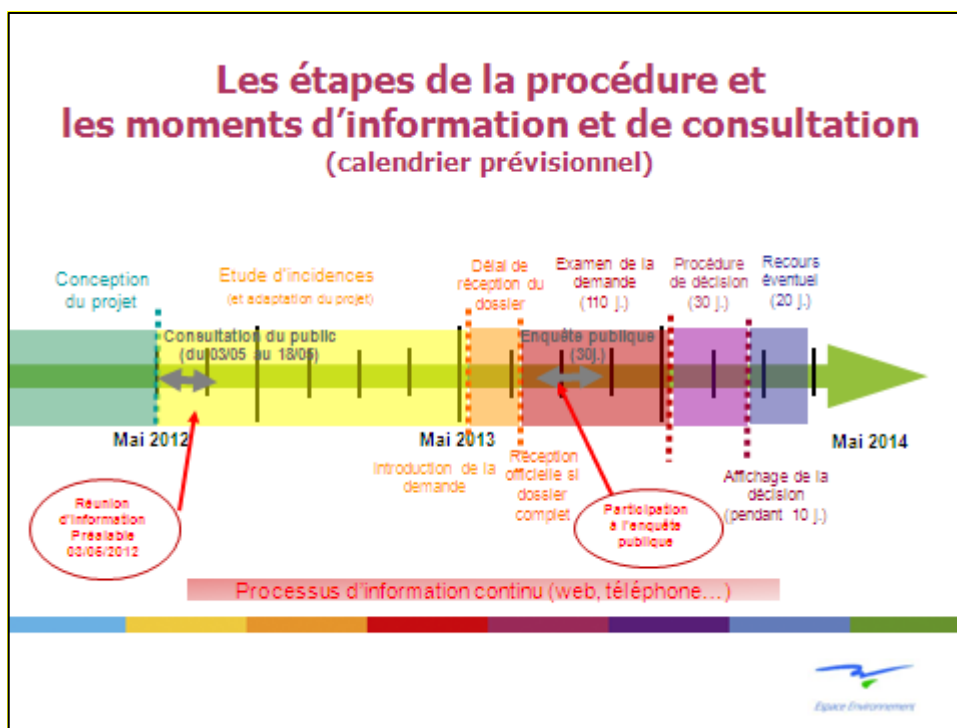 Les étapes de la procédure et
les moments d'information et de consultation
(calendrier prévisionnel)
Conception
du projet
Etude d'incidences
(et adaptation du projet)
Délai de
réception du
dossier
Examen de la
demande
(110 j.)
Procédure
de décision
(30 j.)
Recours
éventuel
(20 j.)
Consultation du public
(du 03/05 au 18/05)
Enquête publique
(30j.)
Mai 2012
Mai 2013
Mai 2014
Introduction de la
demande
Réception
officielle si
dossier
complet
Affichage de la
décision
(pendant 10 j.)
Réunion
d'information
Préalable
03/05/2012
Participation
à l'enquête
publique
Processus d'information continu (web, téléphone...)
Espace Environnement